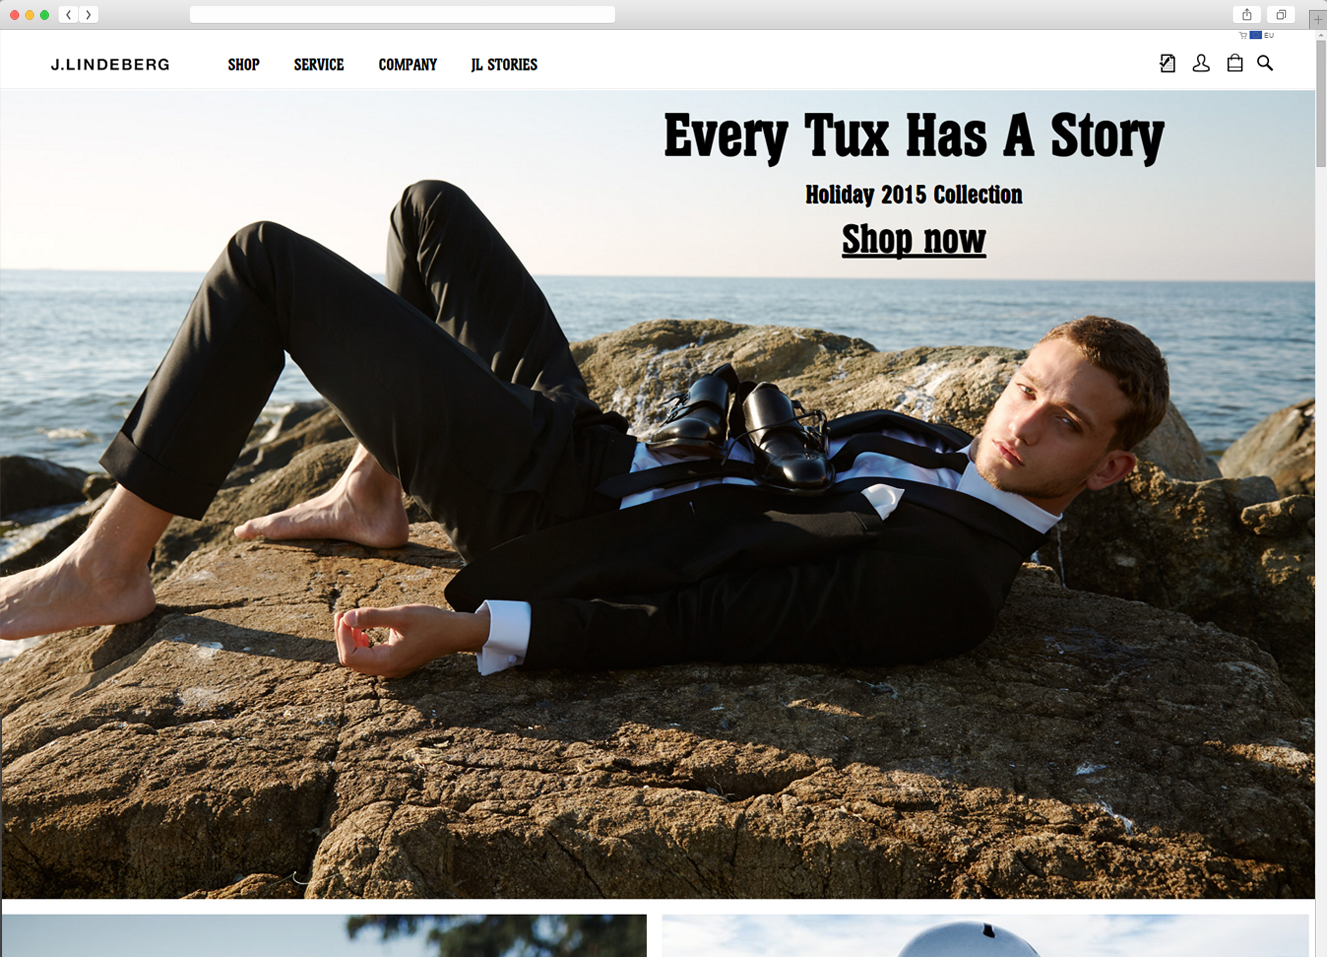 EU
J.LINDEBERG SHOP SERVICE COMPANY JL STORIES
Every Tux Has A Story
Holiday 2015 Collection
Shop now